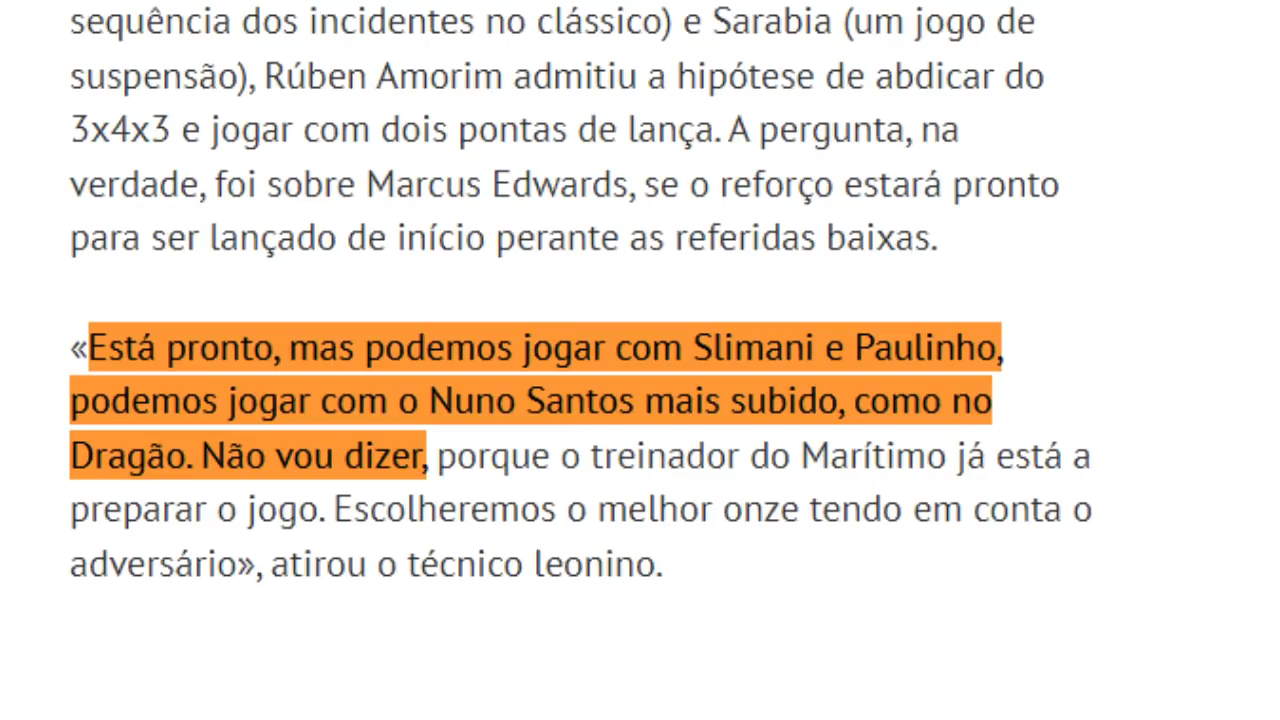 sequência dos incidentes no clássico) e Sarabia (um jogo de
suspensão), Rúben Amorim admitiu a hipótese de abdicar do
3x4x3 e jogar com dois pontas de lança. A pergunta, na
verdade, foi sobre Marcus Edwards, se o reforço estará pronto
para ser lançado de início perante as referidas baixas.
«Está pronto, mas podemos jogar com Slimani e Paulinho,
podemos jogar com o Nuno Santos mais subido, como no
Dragão. Não vou dizer, porque o treinador do Marítimo já está a
preparar o jogo. Escolheremos o melhor onze tendo em conta o
adversário», atirou o técnico leonino.